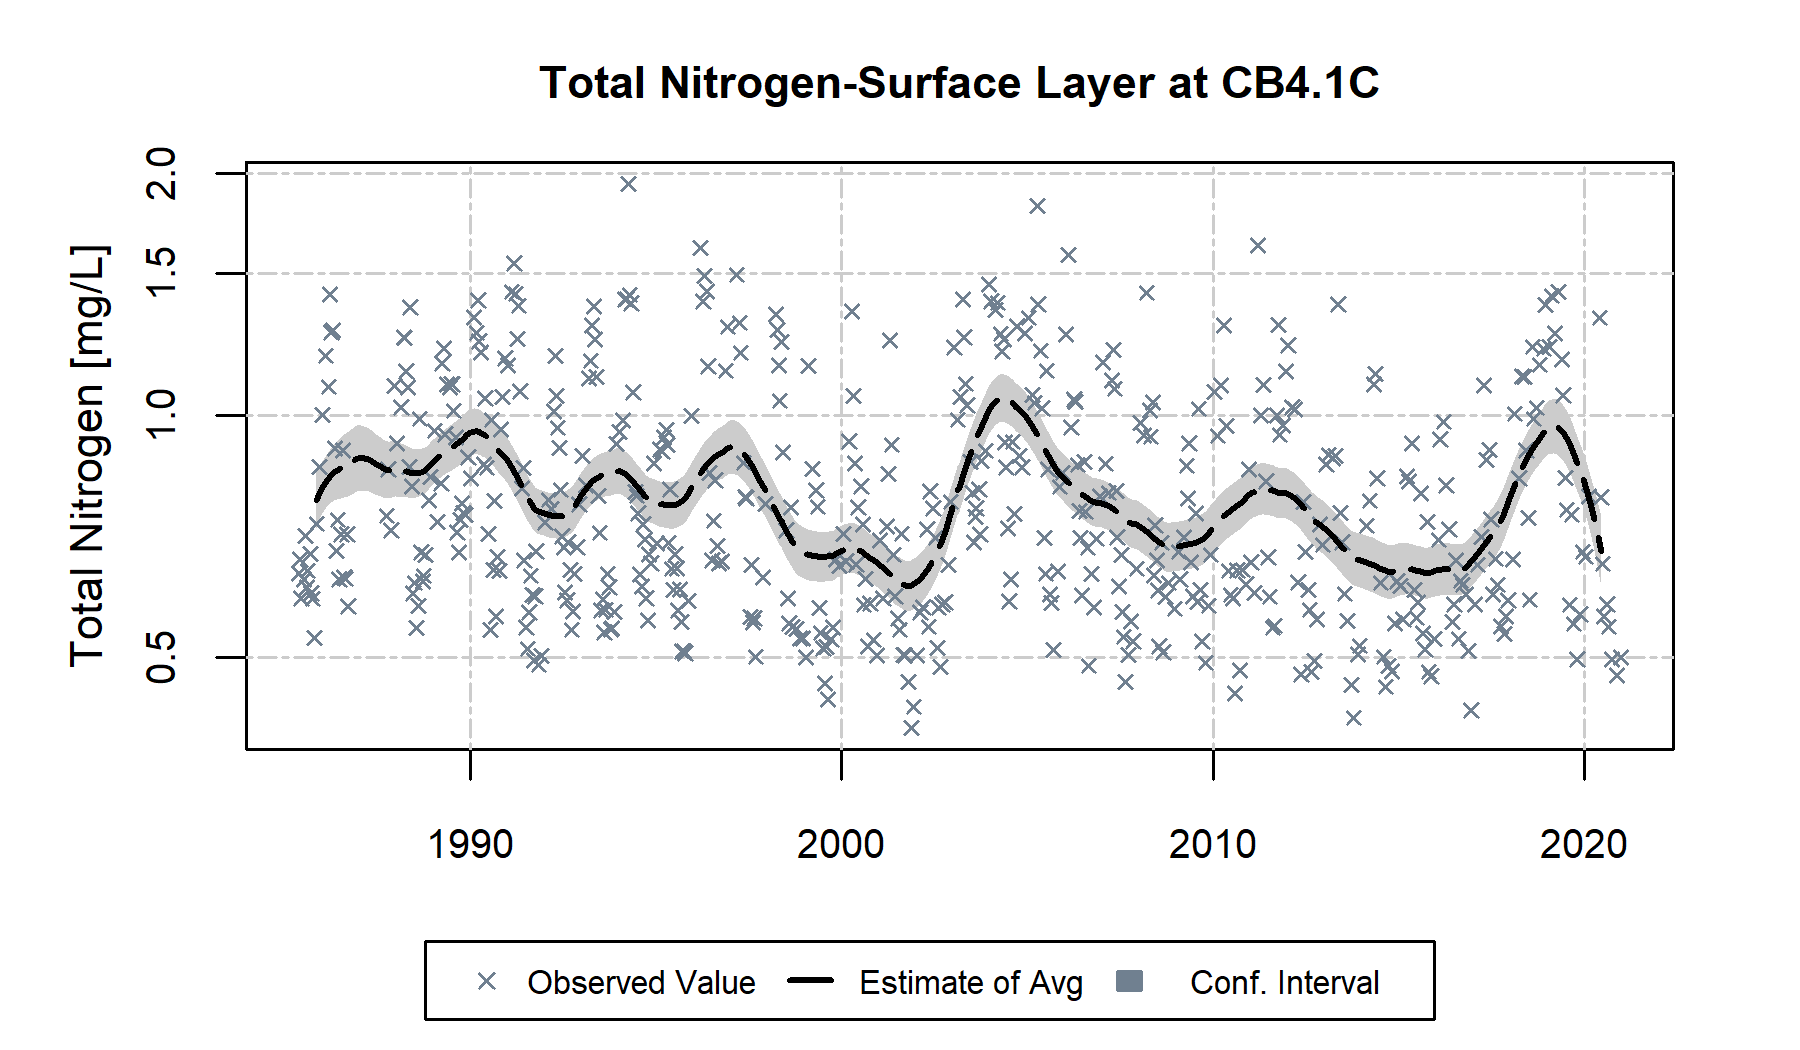 Total Nitrogen-Surface Layer at CB4.1C
Total Nitrogen [mg/L]
2.0
1.5
1.0
0.5
1990 2000 2010 2020
Observed Value Estimate of Avg Conf. Interval